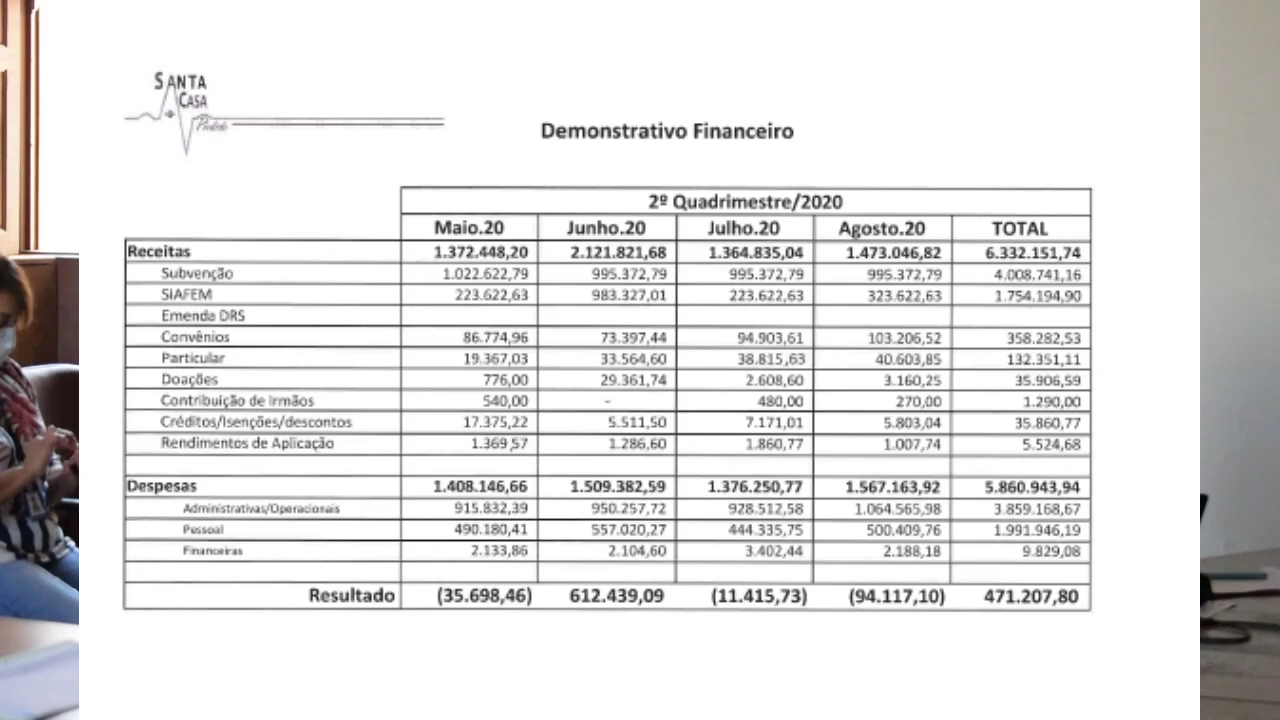 SANTA
CASA
Piedade
Demonstrativo Financeiro
2º Quadrimestre/2020
Maio.20 Junho.20 Julho.20 Agosto.20 TOTAL
Receitas 1.372.448,20 2.121.821,68 1.364.835,04 1.473.046,82 6.332.151,74
Subvenção 1.022.622,79 995.372,79 995.372,79 995.372,79 4.008.741,16
SIAFEM 223.622,63 983.327,01 223.622,63 323.622,63 1.754.194,90
Emenda DRS
Convênios 86.774,96 73.397,44 94.903,61 103.206,52 358.282,53
Particular 19.367,03 33.564,60 38.815,63 40.603,85 132.351,11
Doações 776,00 29.361,74 2.608,60 3.160,25 35.906,59
Contribuição de Irmãos 540,00 - 480,00 270,00 1.290,00
Créditos/Isenções/descontos 17.375,22 5.511,50 7.171,01 5.803,04 35.860,77
Rendimentos de Aplicação 1.369,57 1.286,60 1.860,77 1.007,74 5.524,68
Despesas 1.408.146,66 1.509.382,59 1.376.250,77 1.567.163,92 5.860.943,94
Administrativas/Operacionais 915.832,39 950.257,72 928.512,58 1.064.565,98 3.859.168,67
Pessoal 490.180,41 557.020,27 444.335,75 500.409,76 1.991.946,19
Financeiras 2.133,86 2.104,60 3.402,44 2.188,18 9.829,08
Resultado (35.698,46) 612.439,09 (11.415,73) (94.117,10) 471.207,80